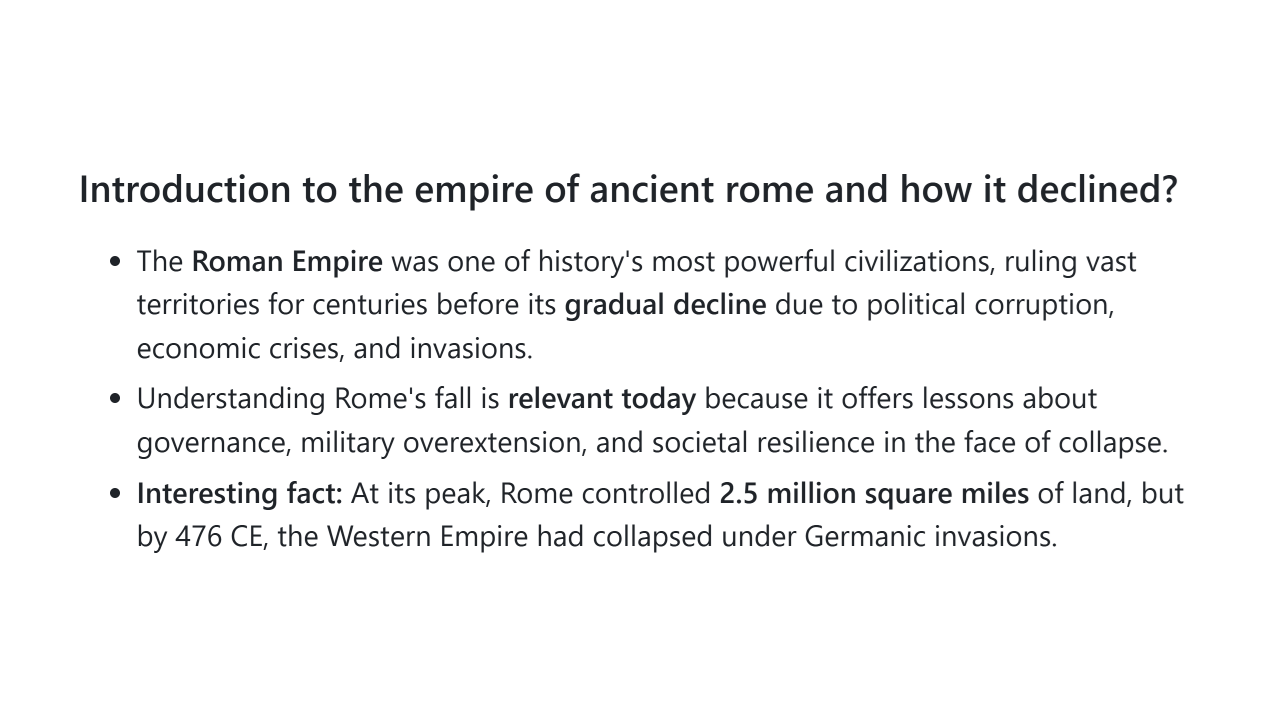 Introduction to the empire of ancient rome and how it declined?
• The Roman Empire was one of history's most powerful civilizations, ruling vast
territories for centuries before its gradual decline due to political corruption,
economic crises, and invasions.
• Understanding Rome's fall is relevant today because it offers lessons about
governance, military overextension, and societal resilience in the face of collapse.
• Interesting fact: At its peak, Rome controlled 2.5 million square miles of land, but
by 476 CE, the Western Empire had collapsed under Germanic invasions.